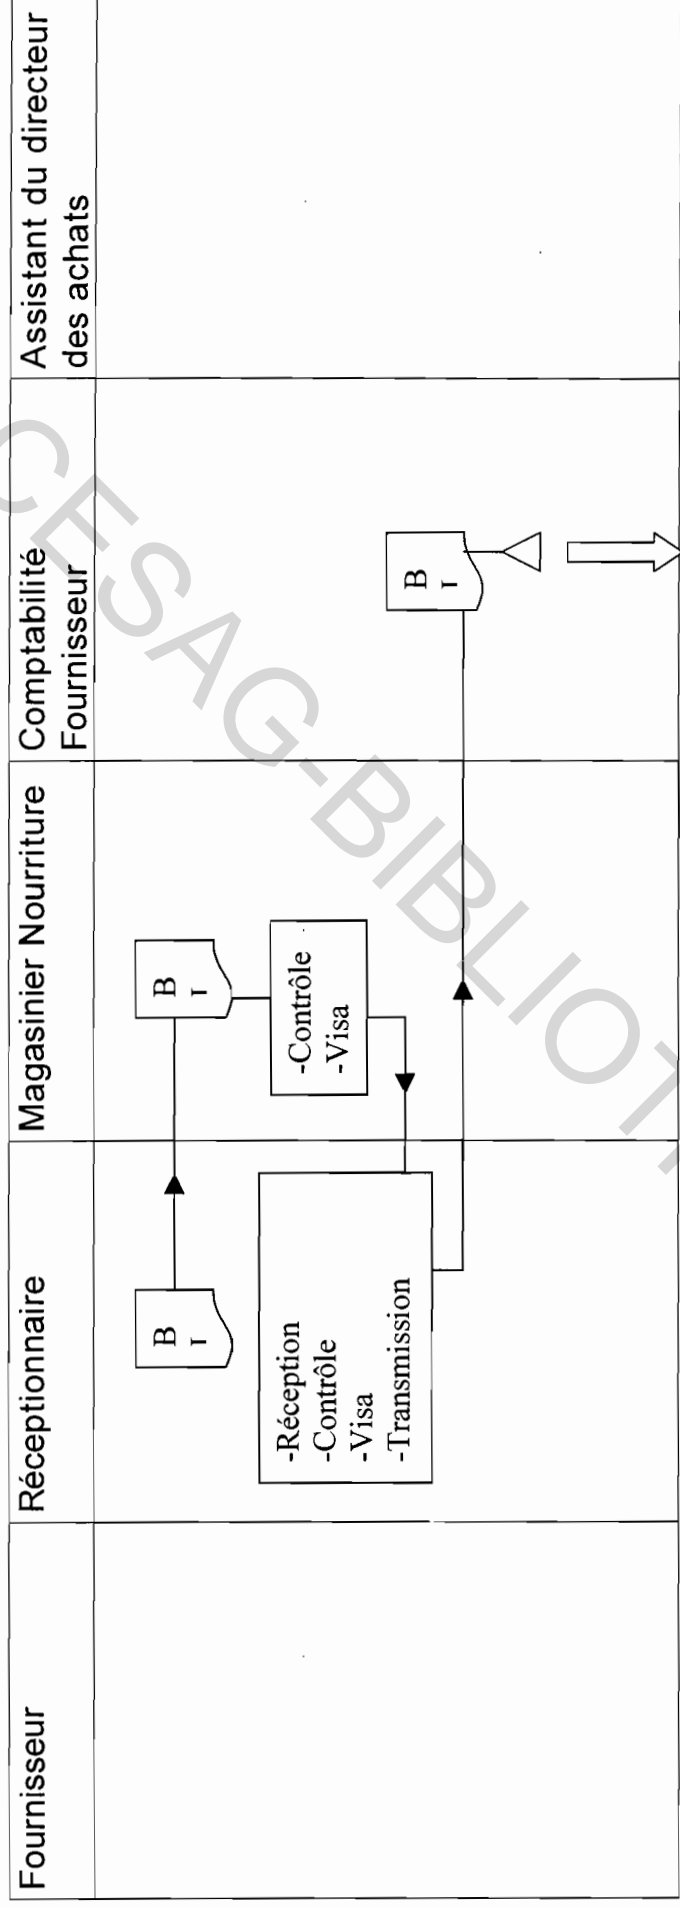 Fournisseur
Réceptionnaire
Magasinier Nourriture
Comptabilité
Fournisseur
Assistant du directeur
des achats
B
B
-Réception
-Contrôle
-Visa
-Transmission
-Contrôle
-Visa
B
CESAG-BIBLIOT